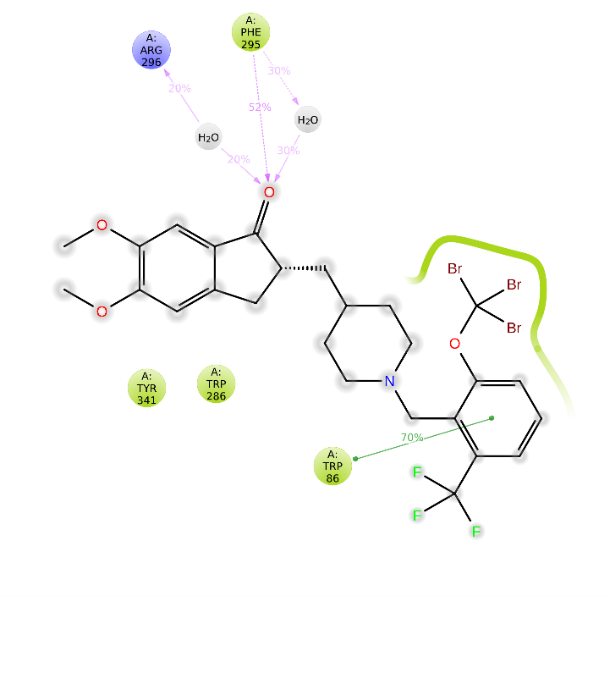 A:
PHE
295
A:
ARG
296
30%
20%
52%
H₂O
H₂O
30%
20%
O
O
O
Br
Br
Br
O
N
A:
TYR
341
A:
TRP
286
70%
A:
TRP
86
F
F
F